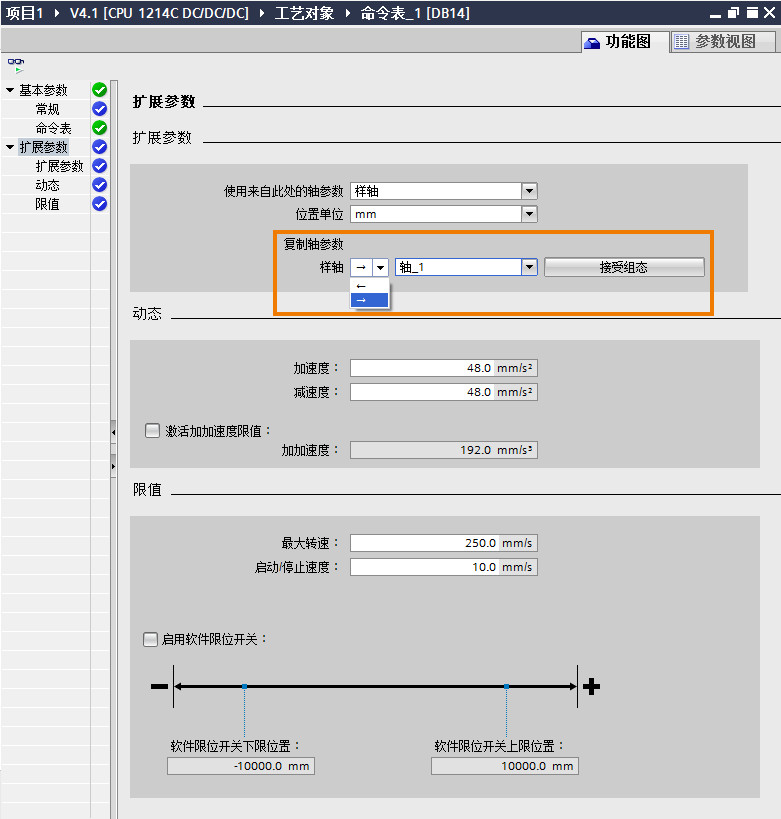 项目1 V4.1 [CPU 1214C DC/DC/DC] 工艺对象 命令表_1 [DB14]
功能图 参数视图
基本参数
常规
命令表
扩展参数
扩展参数
动态
限值
扩展参数
扩展参数
使用来自此处的轴参数 样轴
位置单位 mm
复制轴参数
样轴 → 轴_1 接受组态
←
→
动态
加速度： 48.0 mm/s²
减速度： 48.0 mm/s²
激活加加速度限值：
加加速度： 192.0 mm/s³
限值
最大转速： 250.0 mm/s
启动/停止速度： 10.0 mm/s
启用软件限位开关：
软件限位开关下限位置： 软件限位开关上限位置：
-10000.0 mm 10000.0 mm